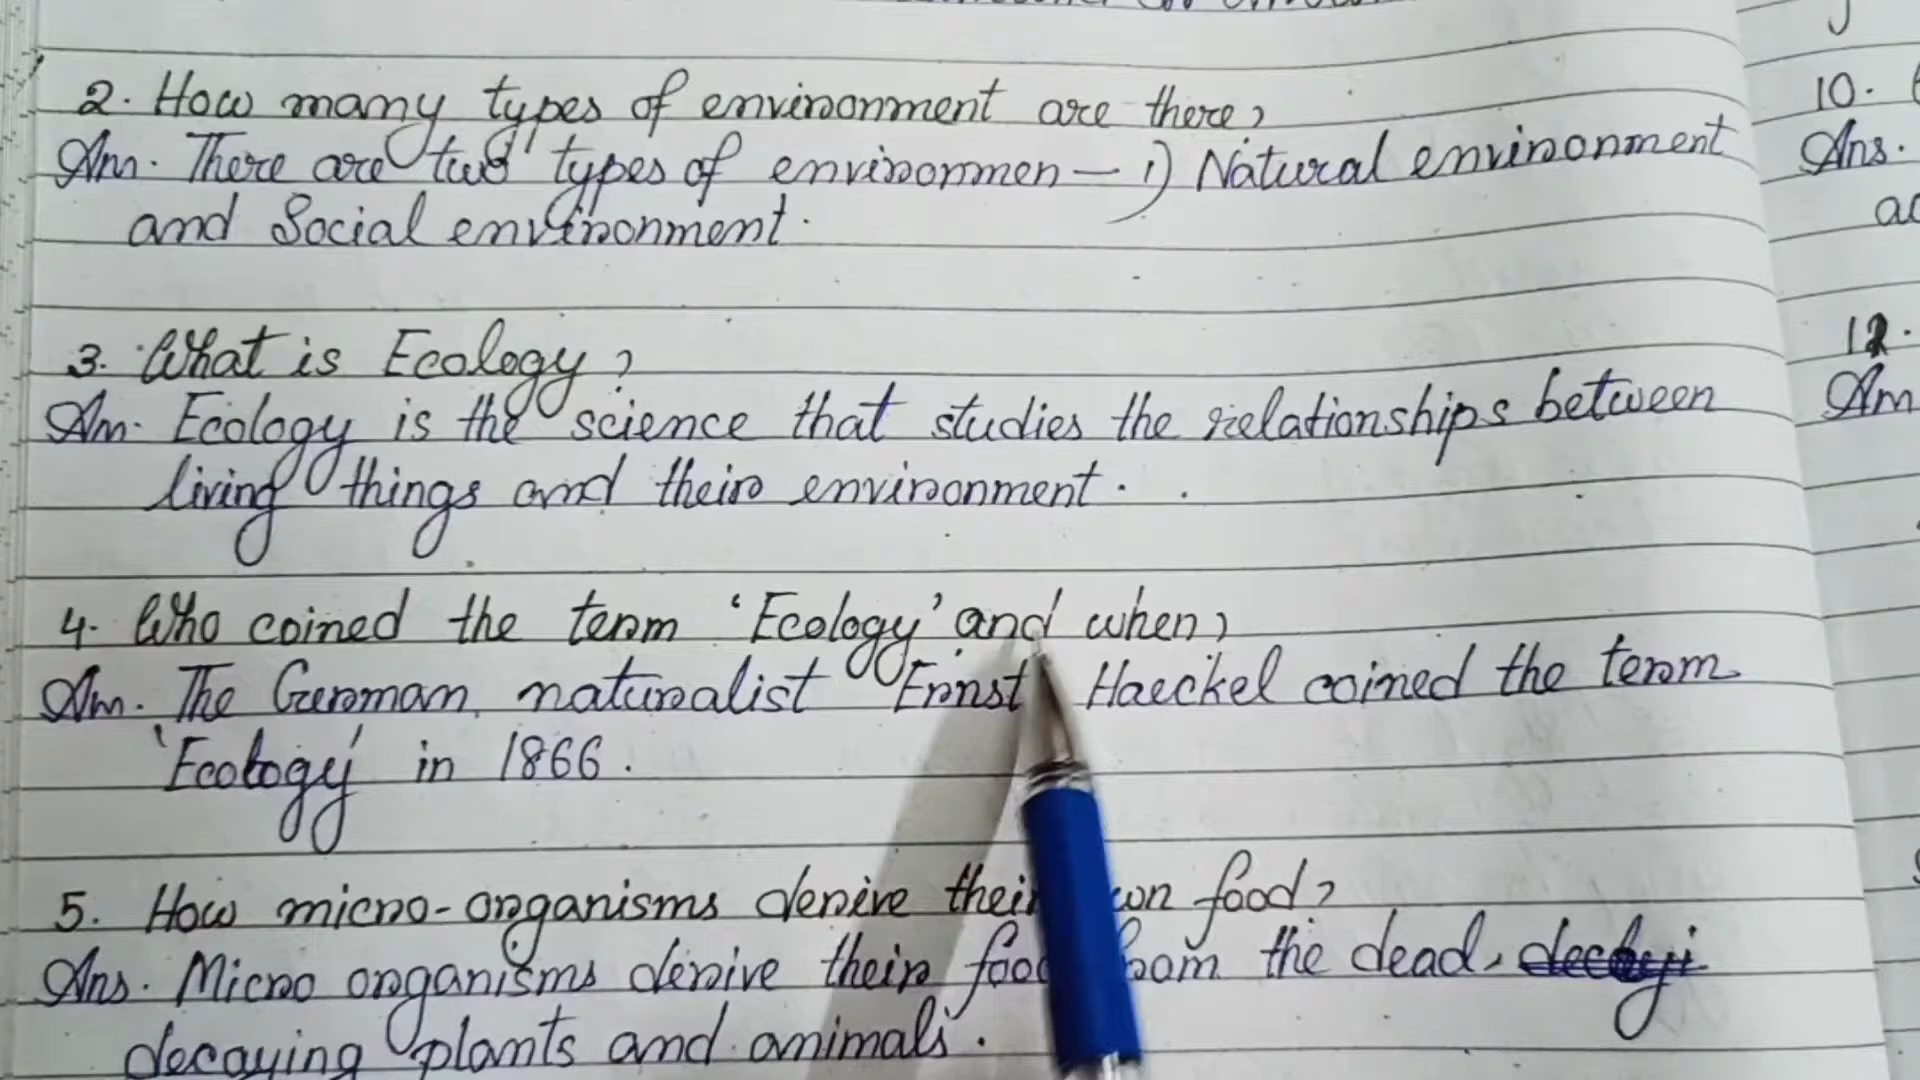 2. How many types of environment are there?
Ans. There are two types of environmen — i) Natural environment
and Social environment.
3. What is Ecology?
Ans. Ecology is the science that studies the relationships between
living things and their environment.
4. Who coined the term 'Ecology' and when?
Ans. The German naturalist Ernst Haeckel coined the term
'Ecology' in 1866.
5. How micro-organisms derive their own food?
Ans. Micro organisms derive their food from the dead,
decaying plants and animals.
10.
Ans.
12.
Ans